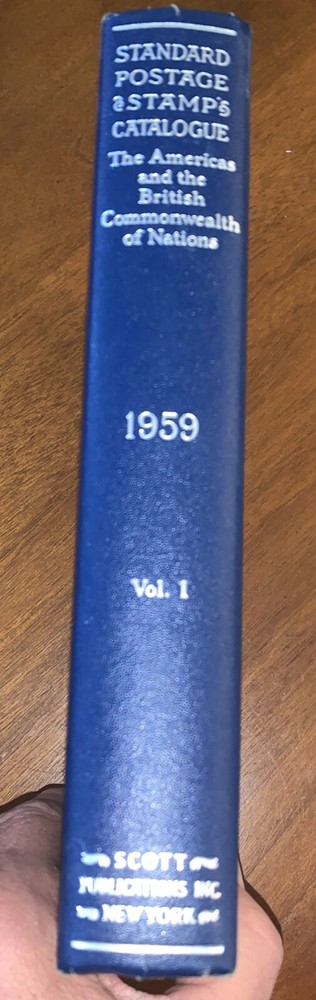 STANDARD
POSTAGE
STAMP
CATALOGUE
The Americas
and the
British
Commonwealth
of Nations
1959
Vol. 1
SCOTT
PUBLICATIONS INC.
NEW YORK